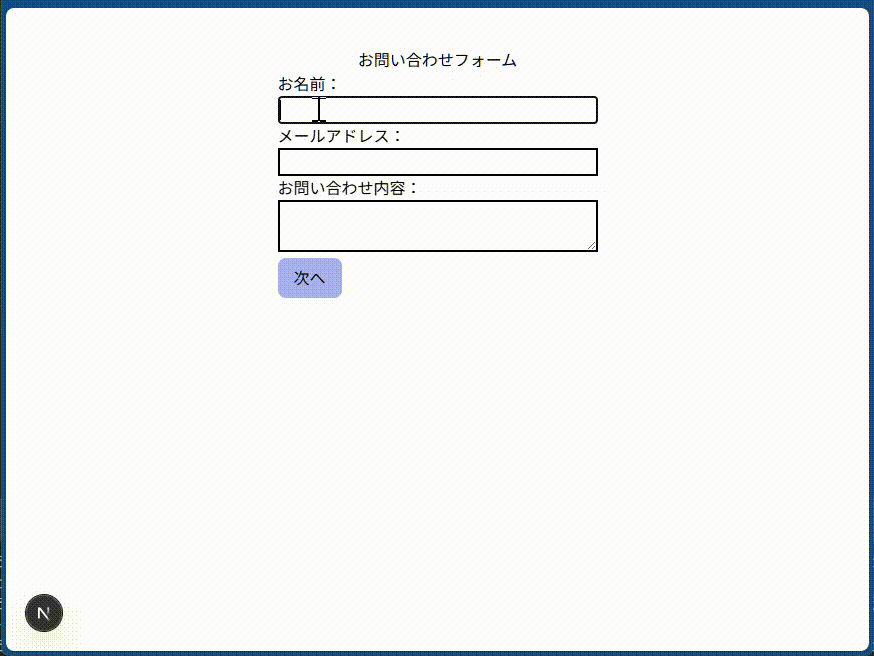 お問い合わせフォーム
お名前：
メールアドレス：
お問い合わせ内容：
次へ
N